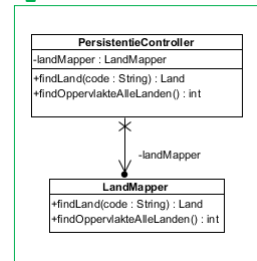 PersistentieController
-landMapper : LandMapper
+findLand(code : String) : Land
+findOppervlakteAlleLanden() : int
-landMapper
LandMapper
+findLand(code : String) : Land
+findOppervlakteAlleLanden() : int